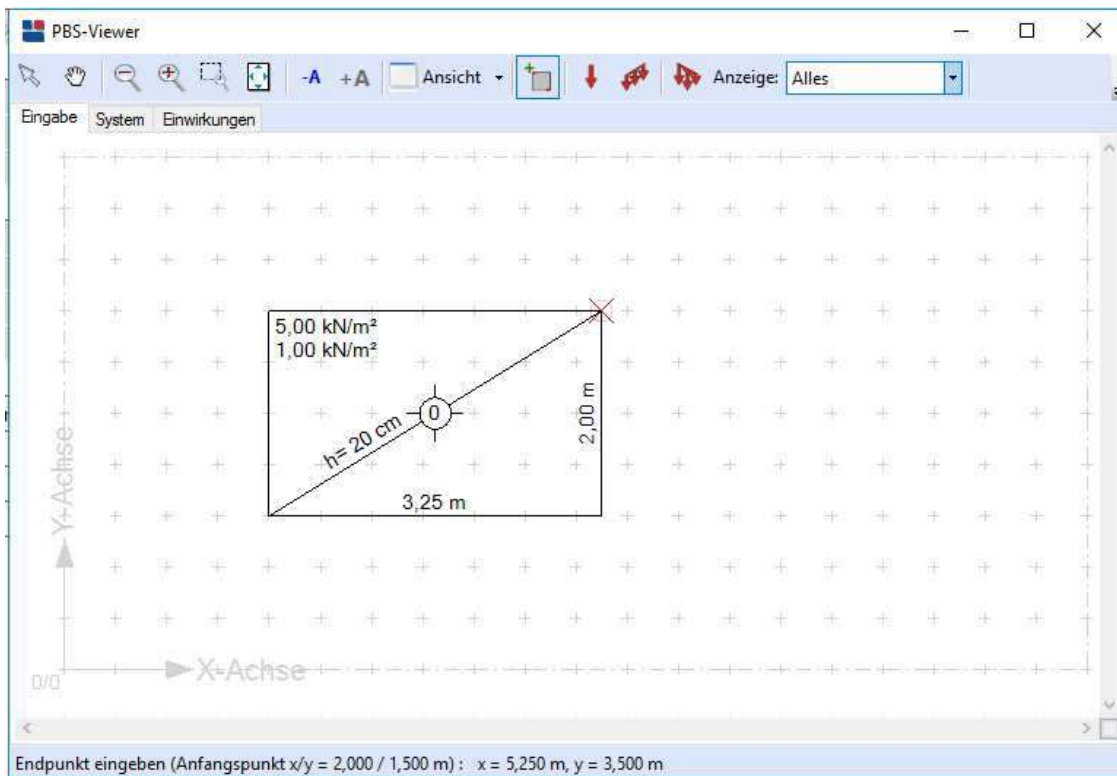 PBS-Viewer
-A +A Ansicht Anzeige: Alles
Eingabe System Einwirkungen
5,00 kN/m²
1,00 kN/m²
0
h= 20 cm
2,00 m
3,25 m
Y-Achse
X-Achse
0/0
Endpunkt eingeben (Anfangspunkt x/y = 2,000 / 1,500 m) : x = 5,250 m, y = 3,500 m